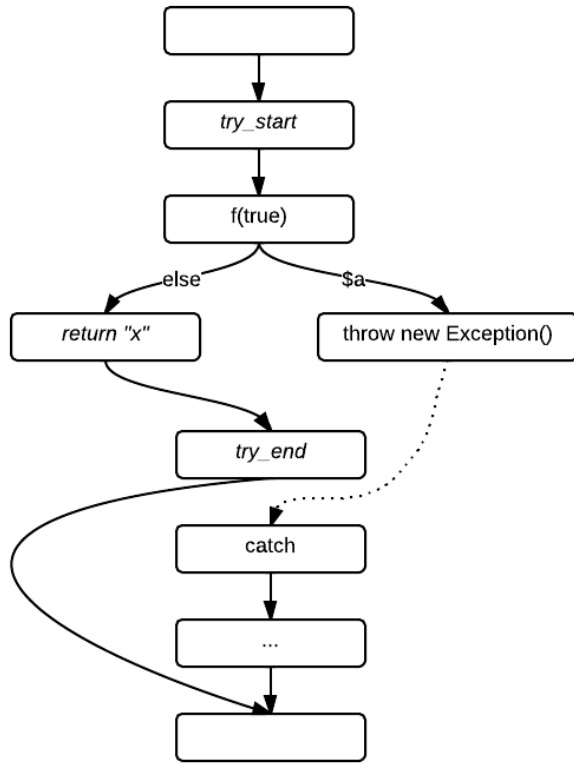 try_start
f(true)
else
$a
return "x"
throw new Exception()
try_end
catch
...